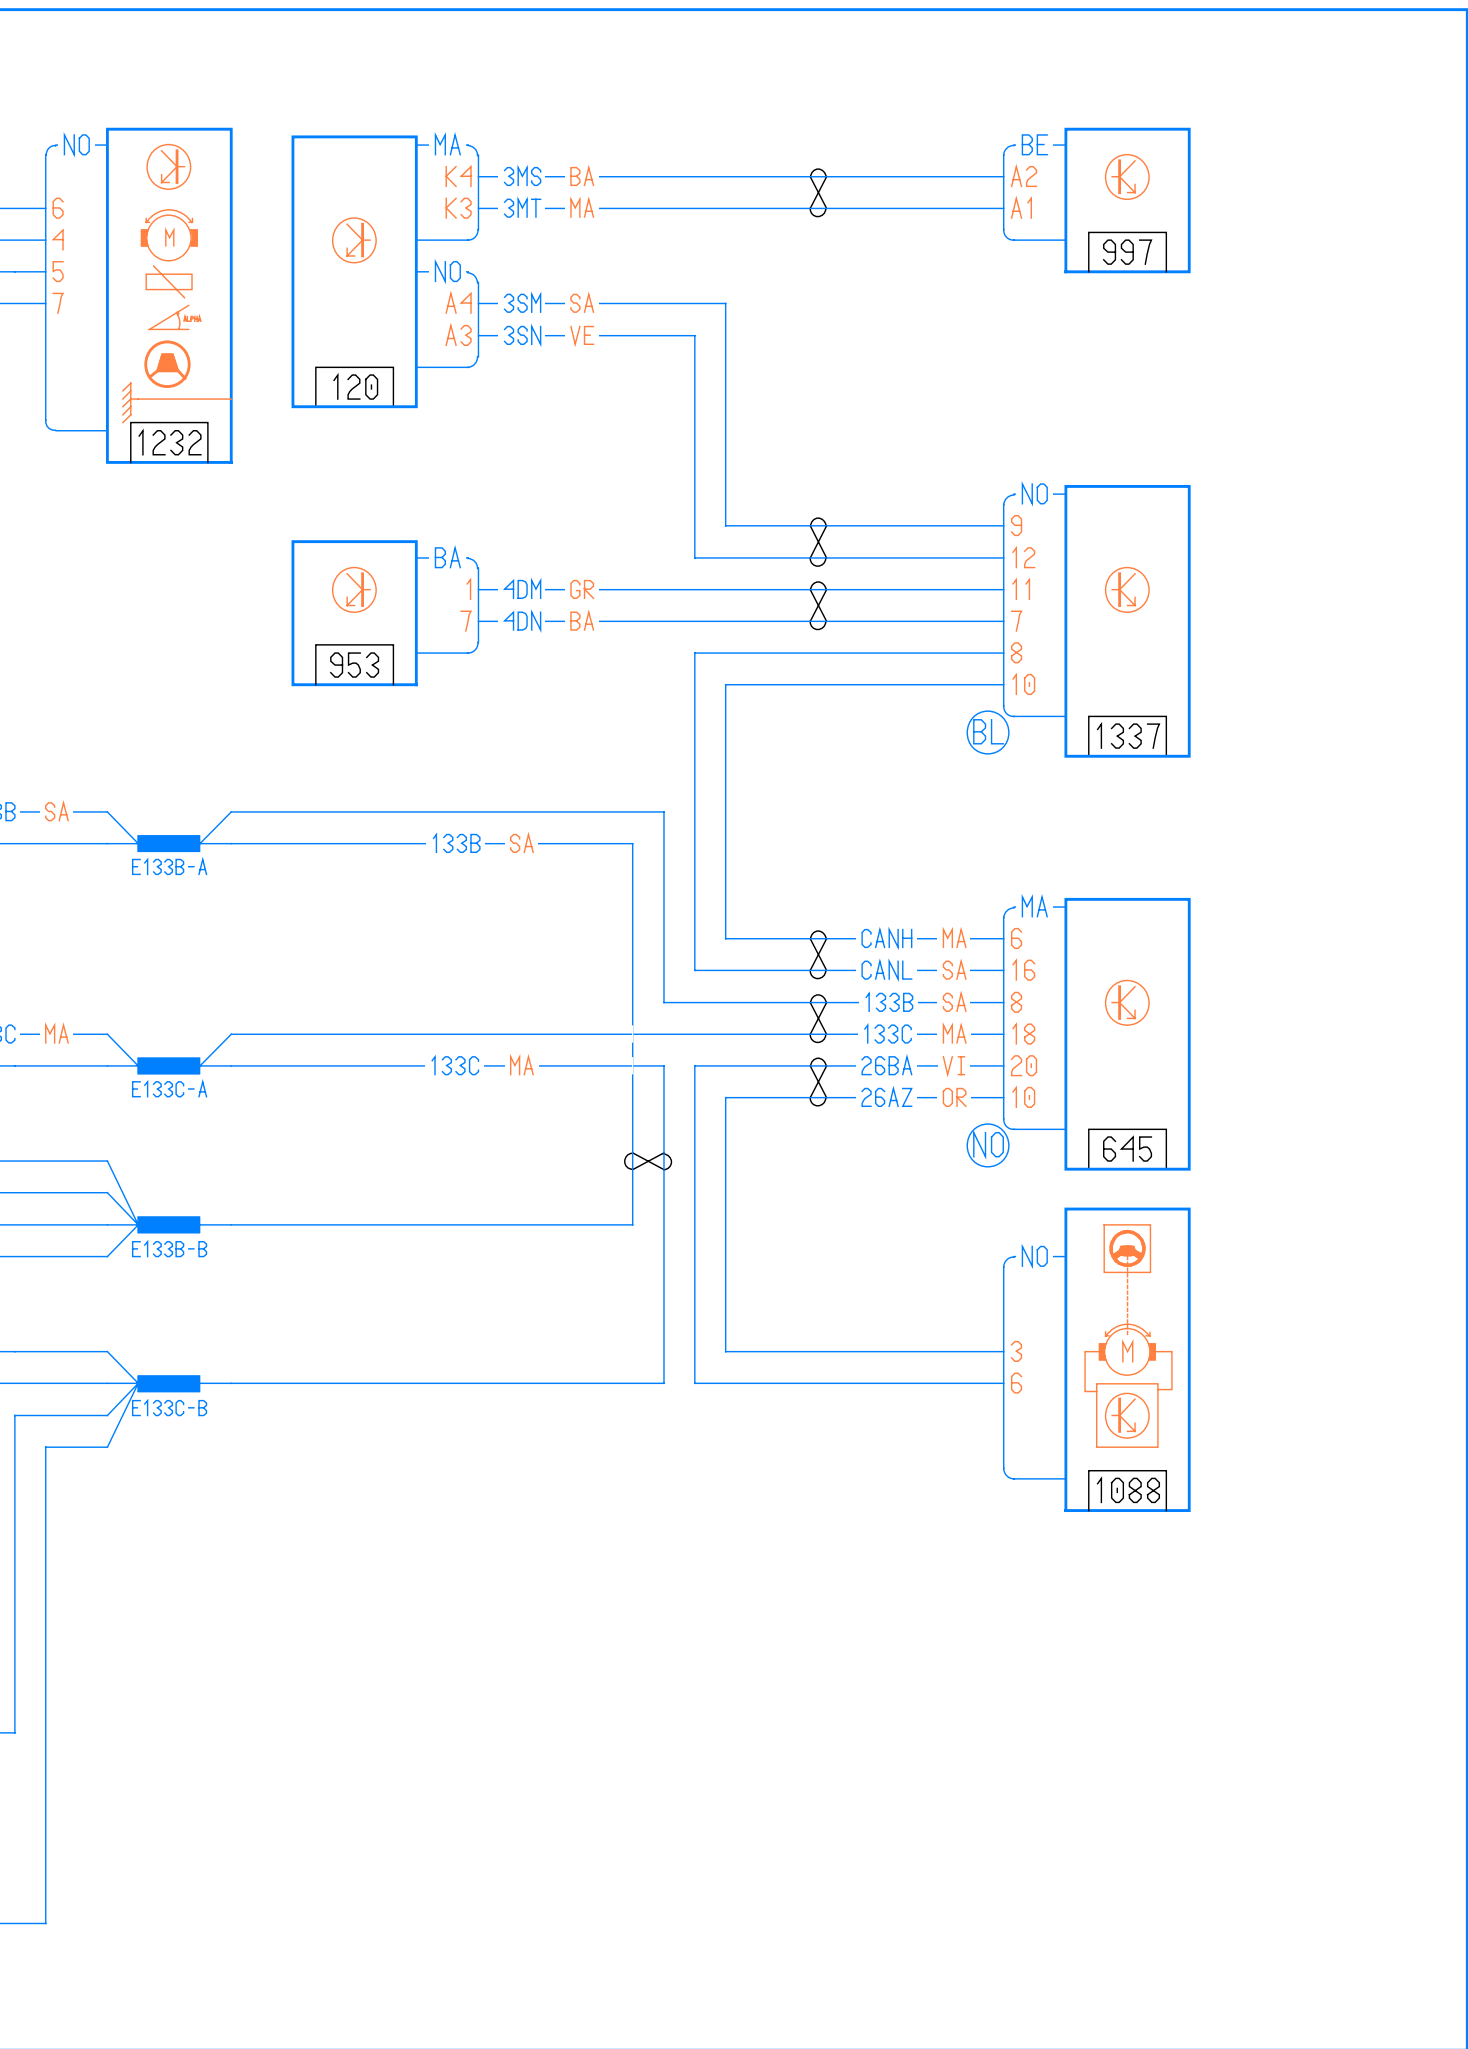 NO
6
4
5
7
M
ALPHA
1232
MA
K4 3MS BA
K3 3MT MA
NO
A4 3SM SA
A3 3SN VE
120
BE
A2
A1
997
NO
9
12
11
7
8
10
BL
1337
BA
1 4DM GR
7 4DN BA
953
SA
E133B-A
133B SA
MA
E133C-A
133C MA
MA
CANH MA 6
CANL SA 16
133B SA 8
133C MA 18
26BA VI 20
26AZ OR 10
NO
645
E133B-B
E133C-B
NO
3
6
M
1088